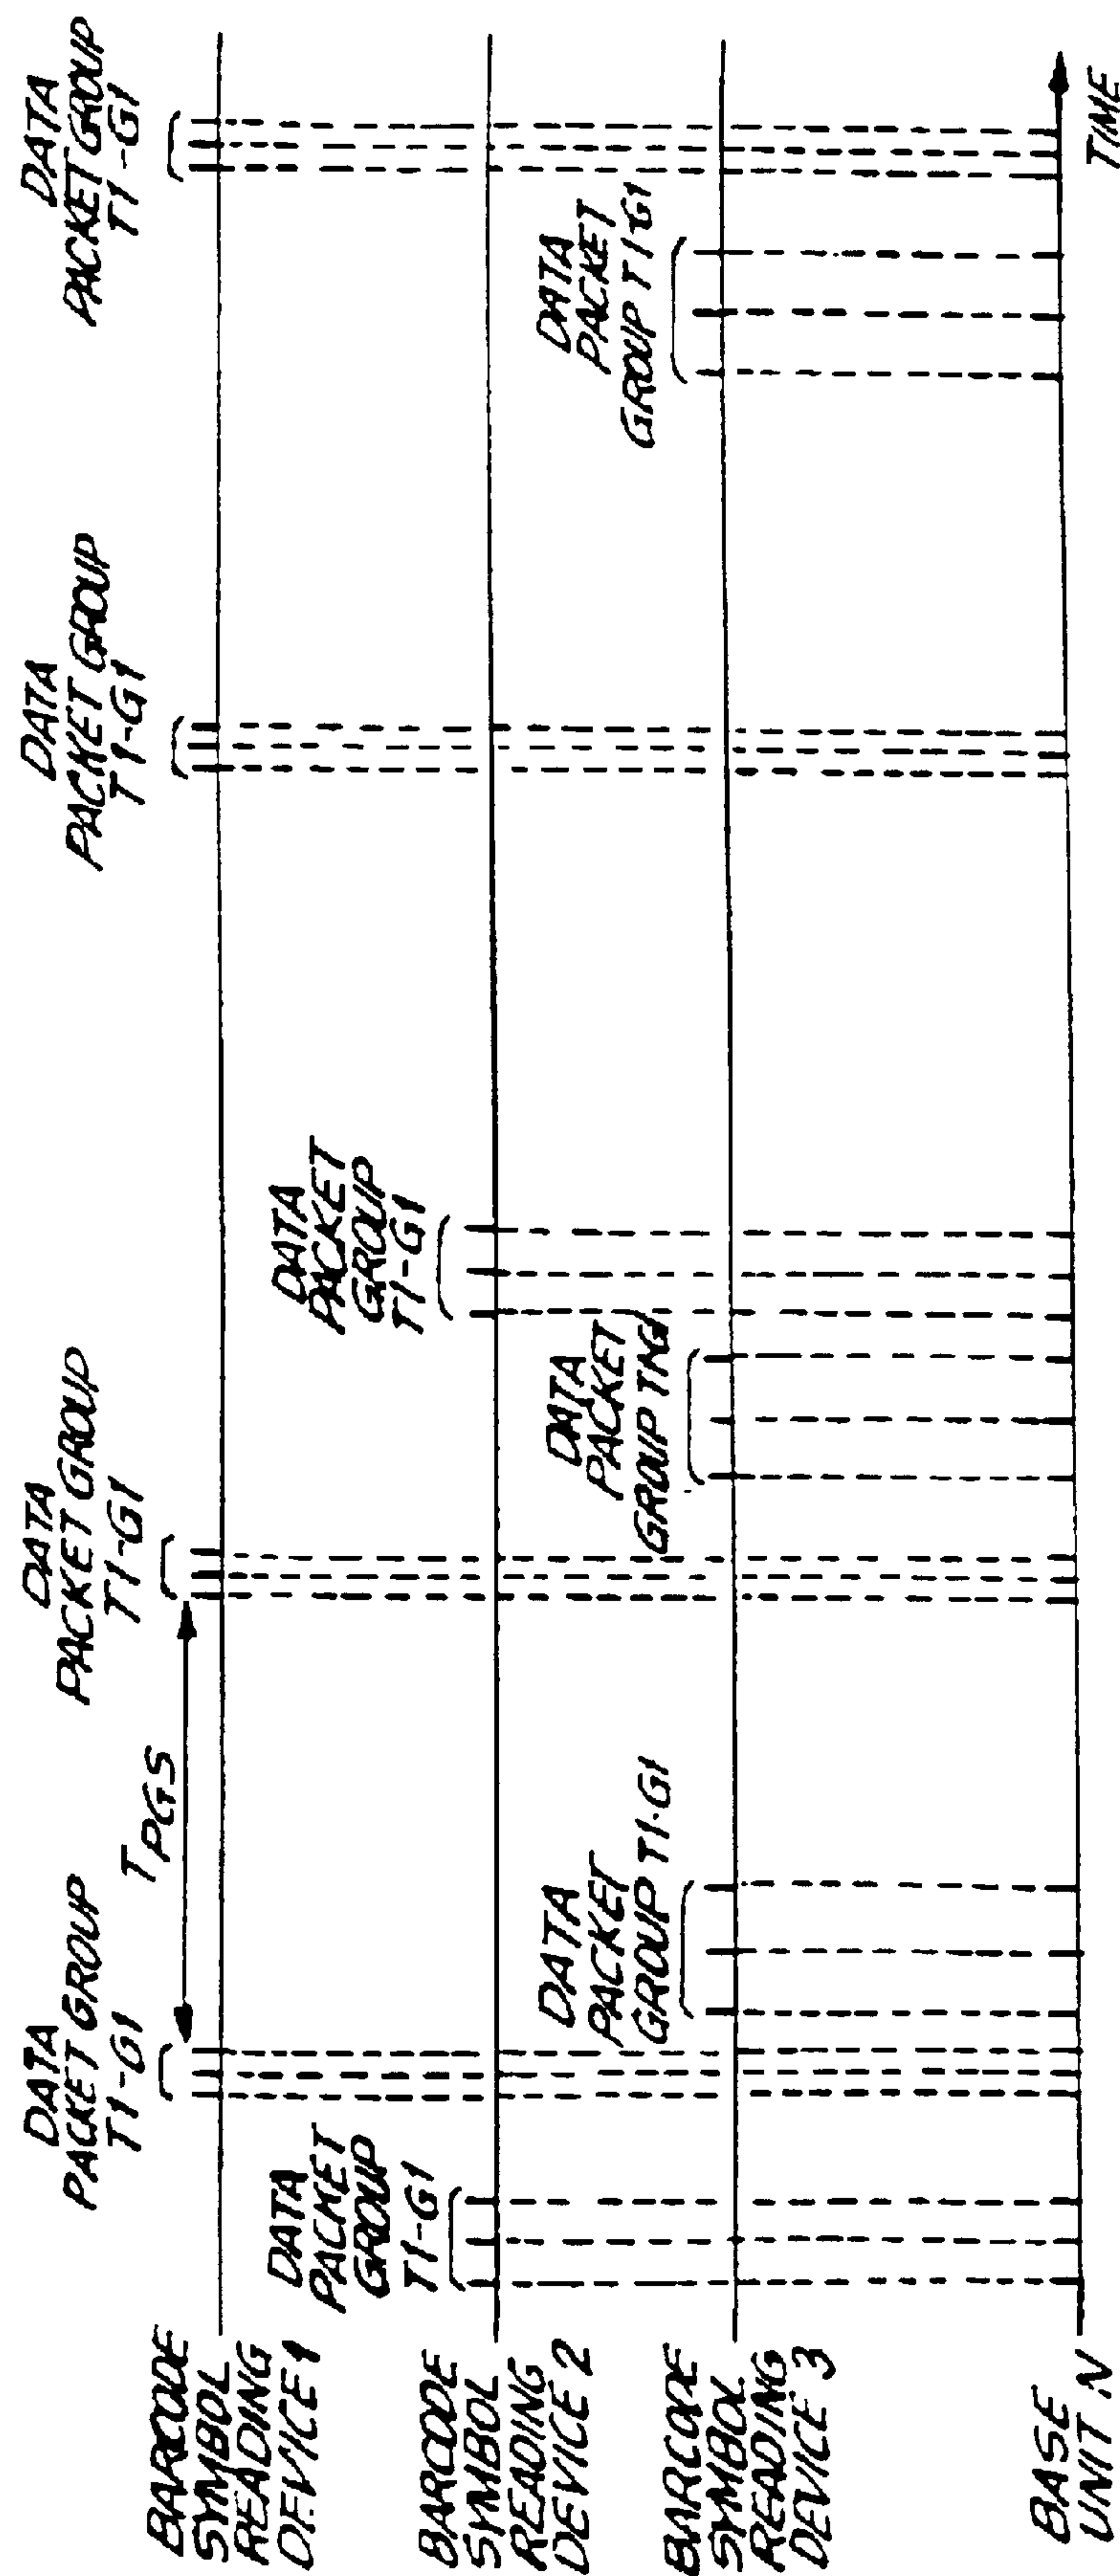 DATA
PACKET GROUP
T1-G1
DATA
PACKET GROUP
T1-G1
DATA
PACKET GROUP
T1-G1
DATA
PACKET GROUP
T1-G1
TPGS
BARCODE
SYMBOL
READING
DEVICE 1
DATA
PACKET
GROUP
T1-G1
DATA
PACKET
GROUP
T1-G1
BARCODE
SYMBOL
READING
DEVICE 2
DATA
PACKET
GROUP T1-G1
DATA
PACKET
GROUP
DATA
PACKET
GROUP T1-G1
BARCODE
SYMBOL
READING
DEVICE 3
BASE
UNIT N
TIME